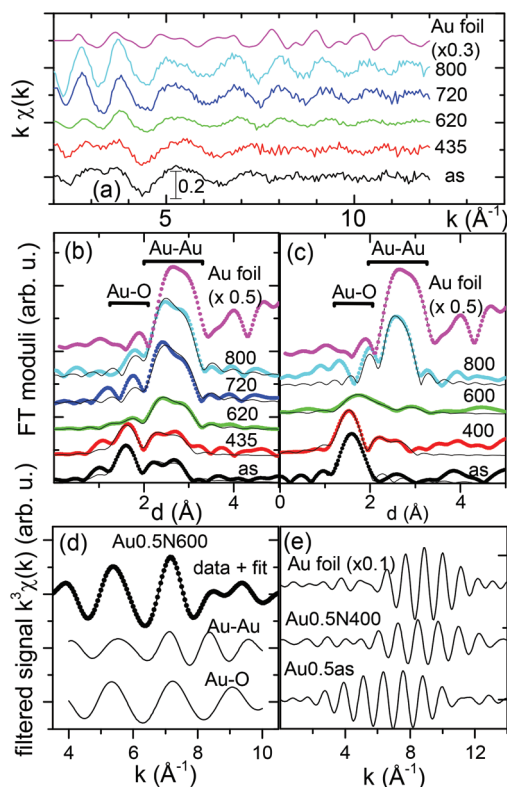 k χ(k)
Au foil
(x0.3)
800
720
620
435
as
(a)
0.2
5
10
k (Å⁻¹)
FT moduli (arb. u.)
(b)
Au-Au
Au-O
Au foil
(x 0.5)
800
720
620
435
as
0
2
4
d (Å)
(c)
Au-Au
Au-O
Au foil
(x 0.5)
800
600
400
as
0
2
4
d (Å)
filtered signal k³χ(k) (arb. u.)
(d)
Au0.5N600
data + fit
Au-Au
Au-O
4
6
8
10
k (Å⁻¹)
(e)
Au foil (x0.1)
Au0.5N400
Au0.5as
0
4
8
12
k (Å⁻¹)